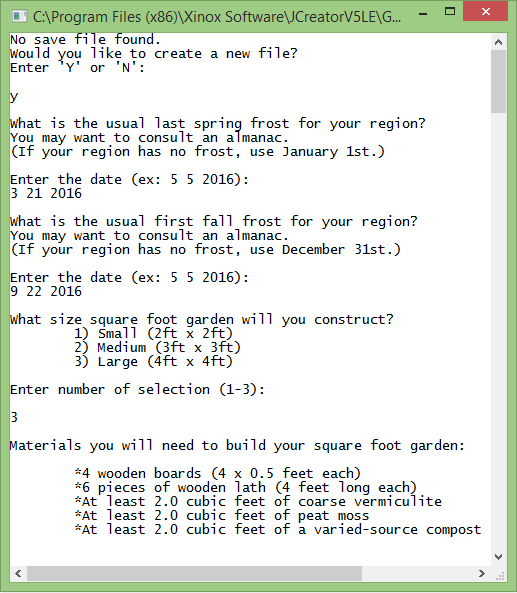 C:\Program Files (x86)\Xinox Software\JCreatorV5LE\G...
No save file found.
Would you like to create a new file?
Enter 'Y' or 'N':
y
What is the usual last spring frost for your region?
You may want to consult an almanac.
(If your region has no frost, use January 1st.)
Enter the date (ex: 5 5 2016):
3 21 2016
What is the usual first fall frost for your region?
You may want to consult an almanac.
(If your region has no frost, use December 31st.)
Enter the date (ex: 5 5 2016):
9 22 2016
What size square foot garden will you construct?
1) Small (2ft x 2ft)
2) Medium (3ft x 3ft)
3) Large (4ft x 4ft)
Enter number of selection (1-3):
3
Materials you will need to build your square foot garden:
*4 wooden boards (4 x 0.5 feet each)
*6 pieces of wooden lath (4 feet long each)
*At least 2.0 cubic feet of coarse vermiculite
*At least 2.0 cubic feet of peat moss
*At least 2.0 cubic feet of a varied-source compost